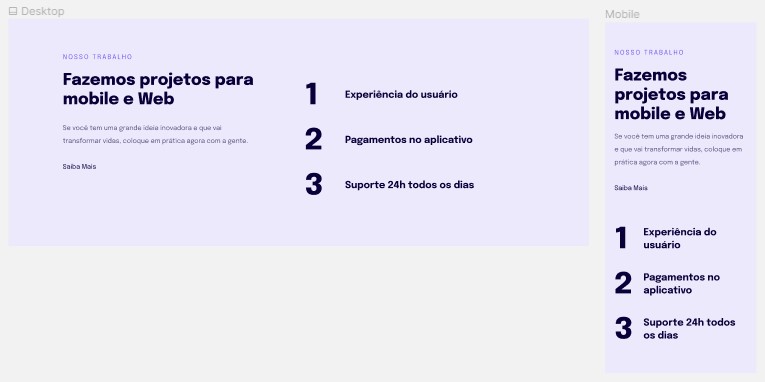 Desktop
NOSSO TRABALHO
Fazemos projetos para
mobile e Web
Se você tem uma granda ideia inovadora e que vai
transformar vidas, coloque em prática agora com a gente.
Saiba Mais
1 Experiência do usuário
2 Pagamentos no aplicativo
3 Suporte 24h todos os dias
Mobile
NOSSO TRABALHO
Fazemos
projetos para
mobile e Web
Se você tem uma grande ideia inovadora
e que vai transformar vidas, coloque em
prática agora com a gente.
Saiba Mais
1 Experiência do
usuário
2 Pagamentos no
aplicativo
3 Suporte 24h todos
os dias